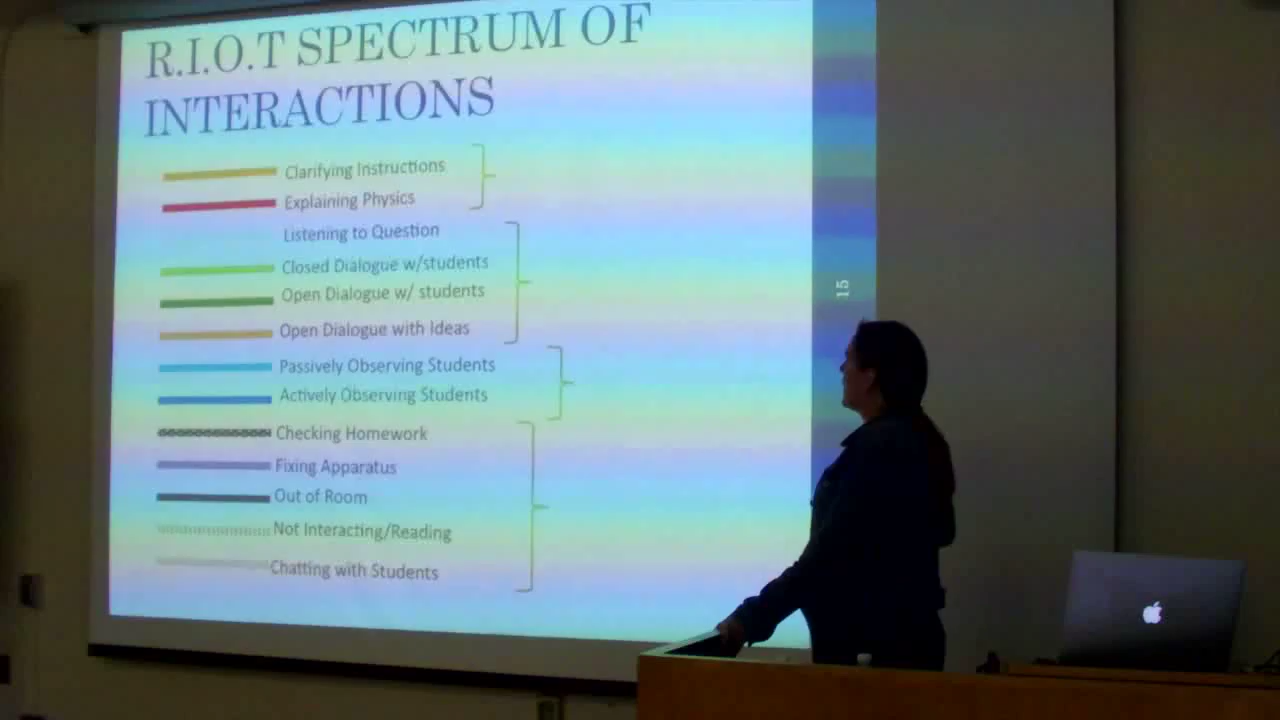 R.I.O.T SPECTRUM OF
INTERACTIONS
Clarifying Instructions
Explaining Physics
Listening to Question
Closed Dialogue w/students
Open Dialogue w/ students
Open Dialogue with Ideas
Passively Observing Students
Actively Observing Students
Checking Homework
Fixing Apparatus
Out of Room
Not Interacting/Reading
Chatting with Students
15